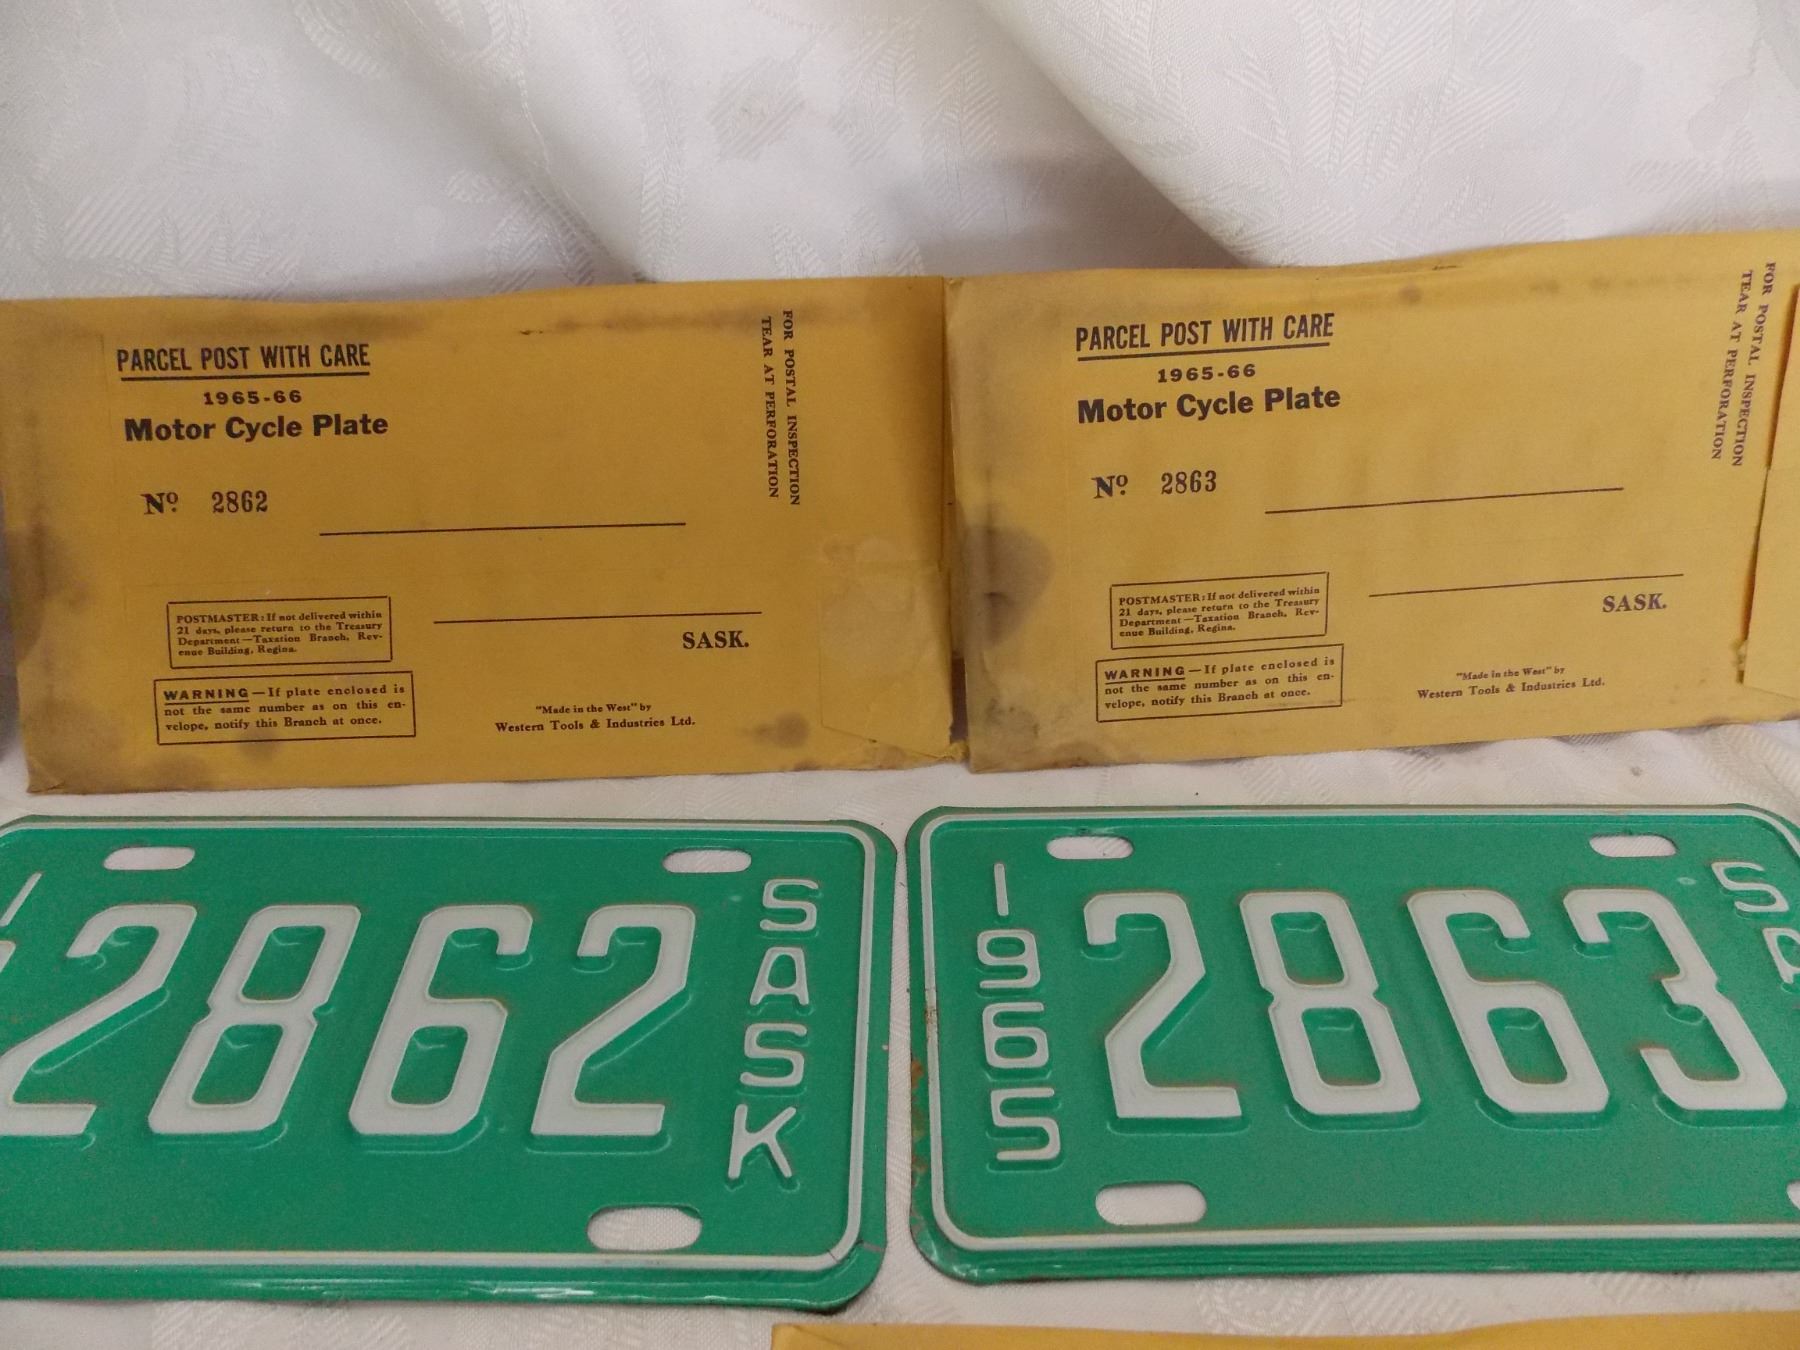 PARCEL POST WITH CARE
1965-66
Motor Cycle Plate
Nº 2862
FOR POSTAL INSPECTION
TEAR AT PERFORATION
POSTMASTER: If not delivered within
21 days, please return to the Treasury
Department—Taxation Branch, Rev-
enue Building, Regina.
SASK.
WARNING—If plate enclosed is
not the same number as on this en-
velope, notify this Branch at once.
"Made in the West" by
Western Tools & Industries Ltd.
PARCEL POST WITH CARE
1965-66
Motor Cycle Plate
Nº 2863
FOR POSTAL INSPECTION
TEAR AT PERFORATION
POSTMASTER: If not delivered within
21 days, please return to the Treasury
Department—Taxation Branch, Rev-
enue Building, Regina.
SASK.
WARNING—If plate enclosed is
not the same number as on this en-
velope, notify this Branch at once.
"Made in the West" by
Western Tools & Industries Ltd.
2862
SASK
1965
2863
SA